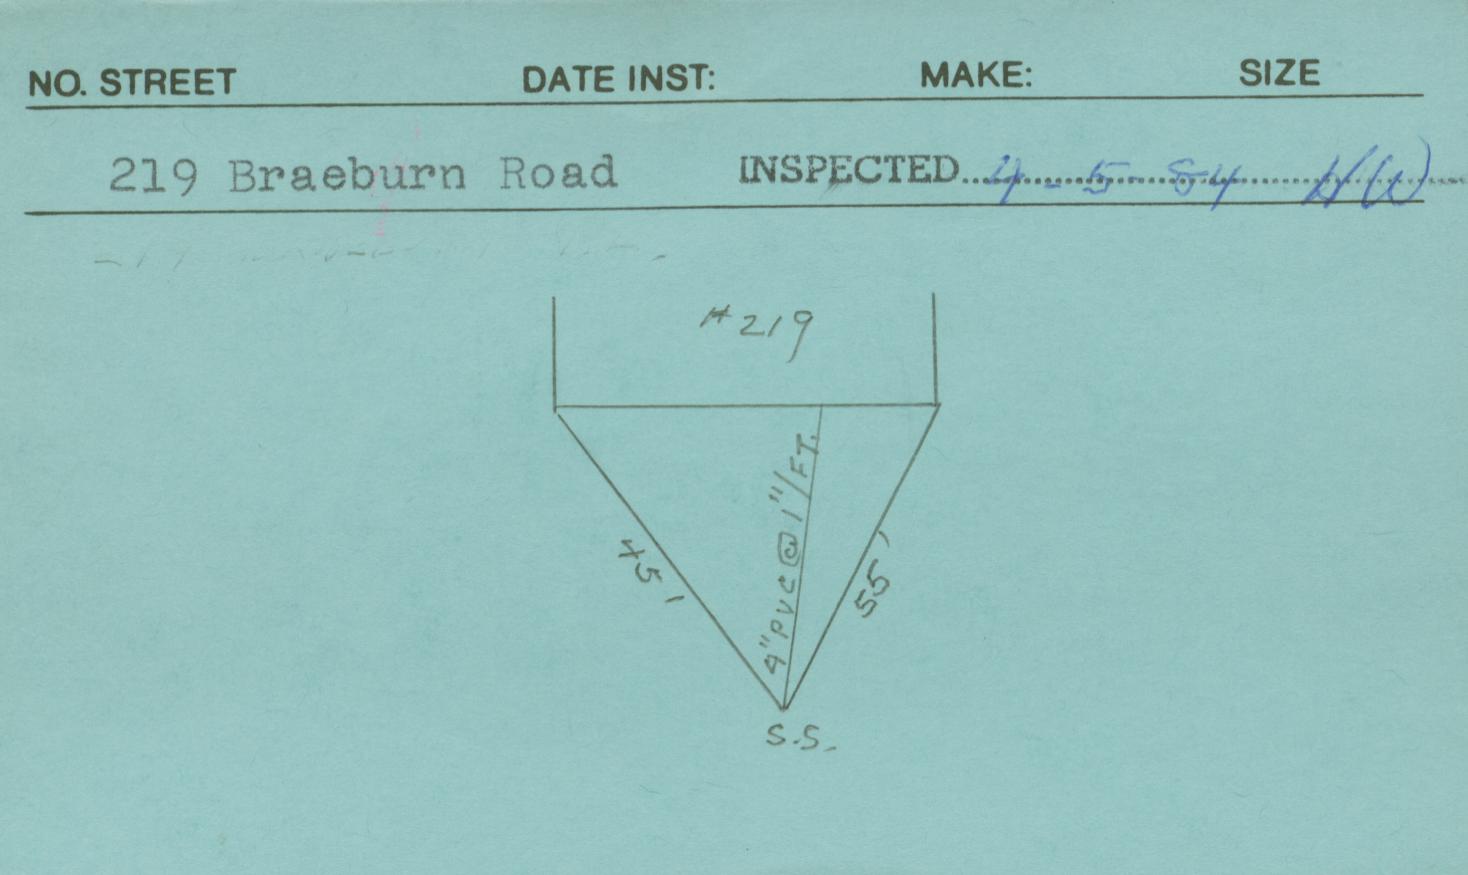 NO. STREET DATE INST: MAKE: SIZE
219 Braeburn Road INSPECTED 4-5-84 HW
#219
45'
4"PVC @ 1"/FT.
55'
S.S.